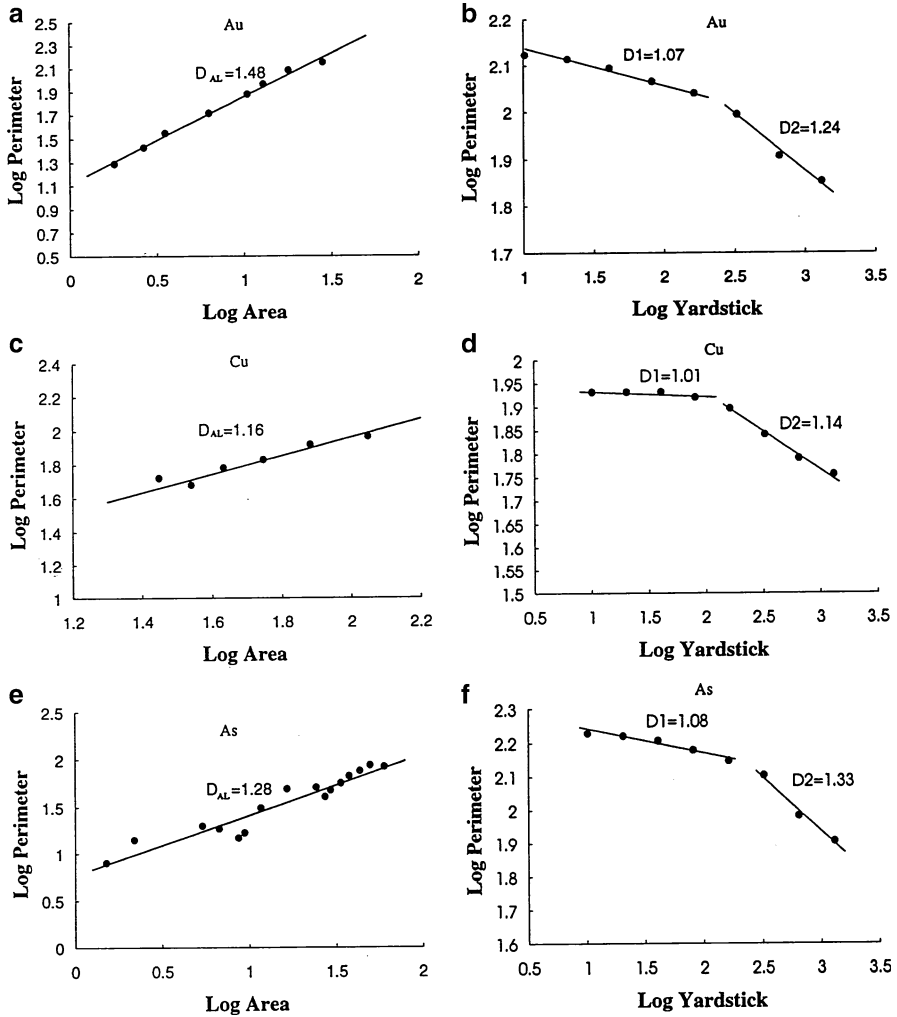 a
Au
D AL=1.48
Log Perimeter
2.5
2.3
2.1
1.9
1.7
1.5
1.3
1.1
0.9
0.7
0.5
0 0.5 1 1.5 2
Log Area
b
Au
D1=1.07
D2=1.24
Log Perimeter
2.2
2.1
2
1.9
1.8
1.7
1 1.5 2 2.5 3 3.5
Log Yardstick
c
Cu
DAL=1.16
Log Perimeter
2.4
2.2
2
1.8
1.6
1.4
1.2
1
1.2 1.4 1.6 1.8 2 2.2
Log Area
d
Cu
D1=1.01
D2=1.14
Log Perimeter
2
1.95
1.9
1.85
1.8
1.75
1.7
1.65
1.6
1.55
1.5
0.5 1 1.5 2 2.5 3 3.5
Log Yardstick
e
As
DAL=1.28
Log Perimeter
2.5
2
1.5
1
0.5
0
0 0.5 1 1.5 2
Log Area
f
As
D1=1.08
D2=1.33
Log Perimeter
2.3
2.2
2.1
2
1.9
1.8
1.7
1.6
0.5 1 1.5 2 2.5 3 3.5
Log Yardstick